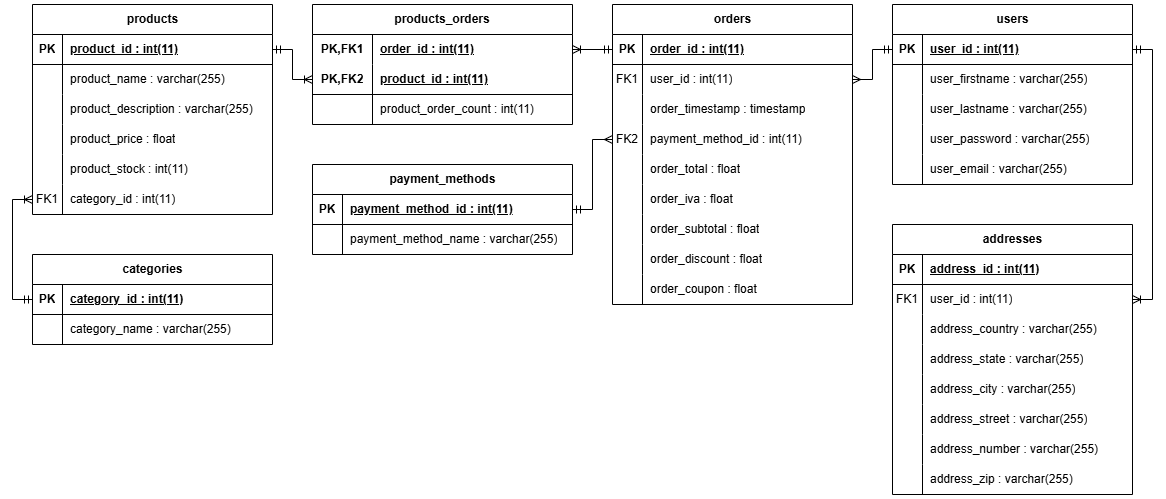 products
PK product_id : int(11)
product_name : varchar(255)
product_description : varchar(255)
product_price : float
product_stock : int(11)
FK1 category_id : int(11)
categories
PK category_id : int(11)
category_name : varchar(255)
products_orders
PK,FK1 order_id : int(11)
PK,FK2 product_id : int(11)
product_order_count : int(11)
payment_methods
PK payment_method_id : int(11)
payment_method_name : varchar(255)
orders
PK order_id : int(11)
FK1 user_id : int(11)
order_timestamp : timestamp
FK2 payment_method_id : int(11)
order_total : float
order_iva : float
order_subtotal : float
order_discount : float
order_coupon : float
users
PK user_id : int(11)
user_firstname : varchar(255)
user_lastname : varchar(255)
user_password : varchar(255)
user_email : varchar(255)
addresses
PK address_id : int(11)
FK1 user_id : int(11)
address_country : varchar(255)
address_state : varchar(255)
address_city : varchar(255)
address_street : varchar(255)
address_number : varchar(255)
address_zip : varchar(255)